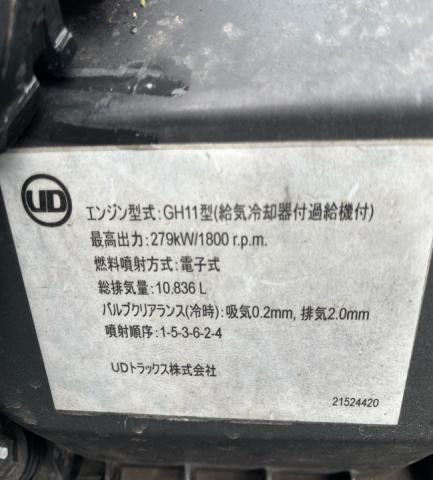 UD
エンジン型式:GH11型(給気冷却器付過給機付)
最高出力:279kW/1800 r.p.m.
燃料噴射方式:電子式
総排気量:10.836 L
バルブクリアランス(冷時):吸気0.2mm, 排気2.0mm
噴射順序:1-5-3-6-2-4
UDトラックス株式会社
21524420